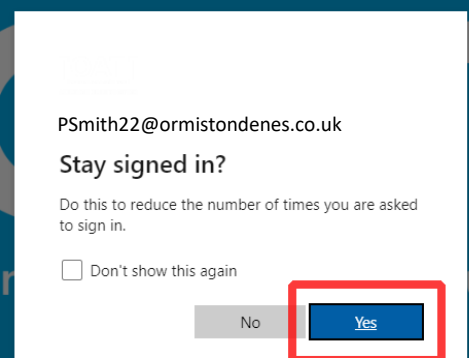 PSmith22@ormistondenes.co.uk
Stay signed in?
Do this to reduce the number of times you are asked
to sign in.
Don't show this again
No
Yes